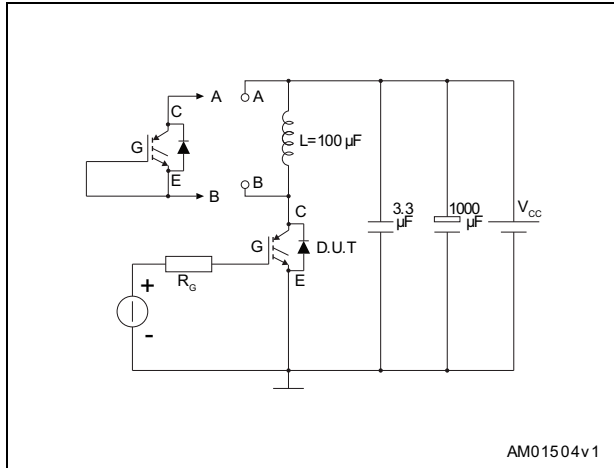 A
A
C
G
L=100 µF
E
B
B
C
3.3
µF
1000
µF
VCC
G
D.U.T
RG
E
+
-
AM01504v1